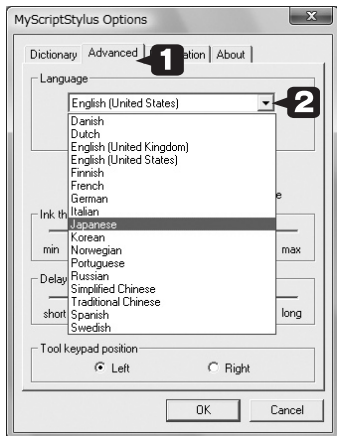 MyScriptStylus Options
Dictionary Advanced ation About
1
Language
English (United States)
2
Danish
Dutch
English (United Kingdom)
English (United States)
Finnish
French
German
Italian
Japanese
Korean
Norwegian
Portuguese
Russian
Simplified Chinese
Traditional Chinese
Spanish
Swedish
e
Ink th
min max
Delay
short long
Tool keypad position
Left Right
OK Cancel